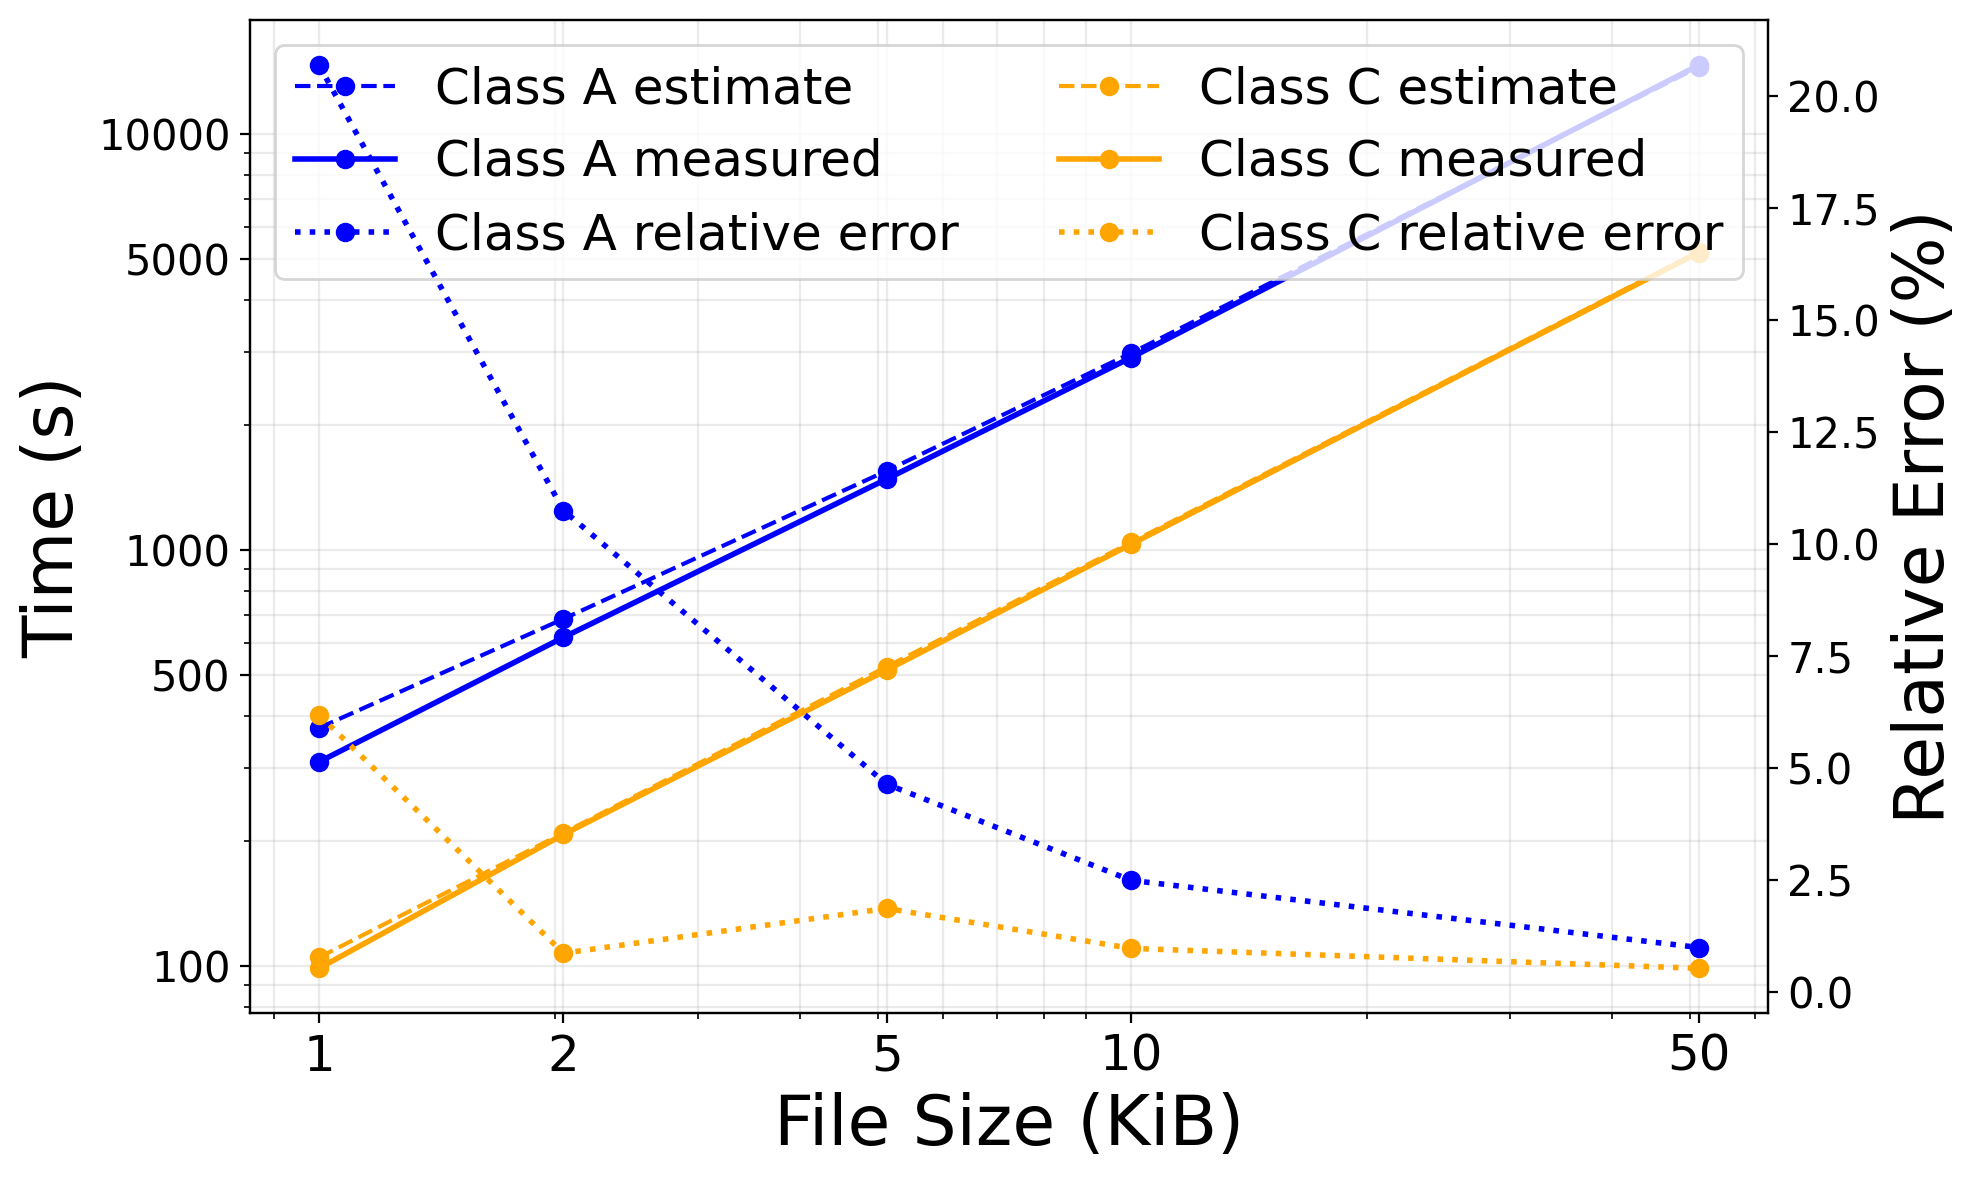 Class A estimate
Class A measured
Class A relative error
Class C estimate
Class C measured
Class C relative error
10000
5000
1000
500
100
Time (s)
20.0
17.5
15.0
12.5
10.0
7.5
5.0
2.5
0.0
Relative Error (%)
1
2
5
10
50
File Size (KiB)